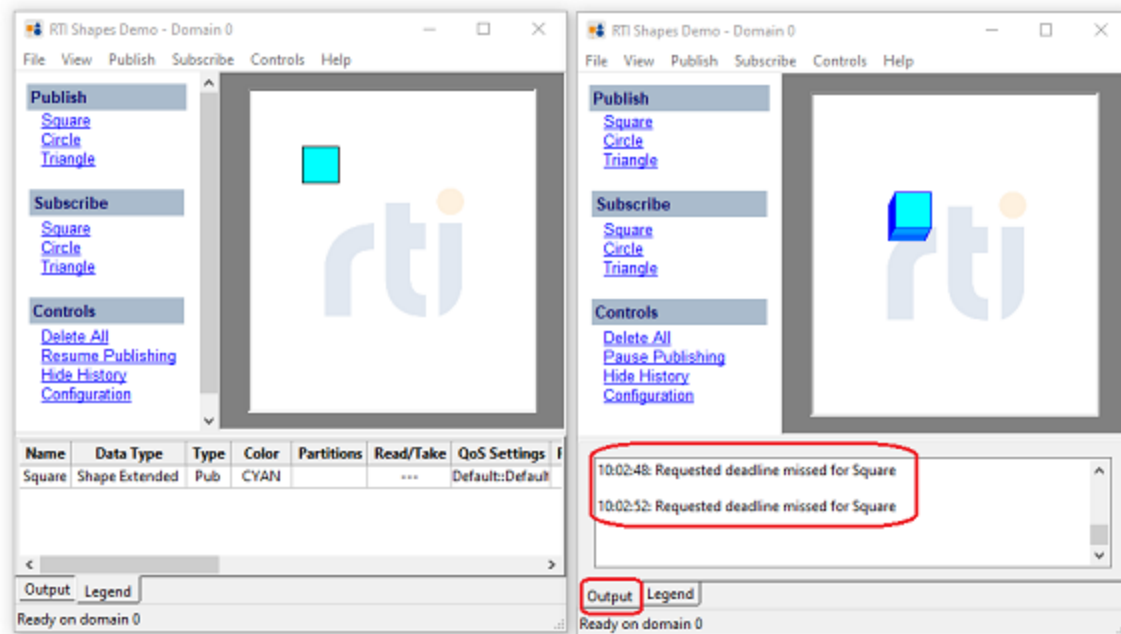 RTI Shapes Demo - Domain 0
File View Publish Subscribe Controls Help
Publish
Square
Circle
Triangle
Subscribe
Square
Circle
Triangle
Controls
Delete All
Resume Publishing
Hide History
Configuration
rti
Name Data Type Type Color Partitions Read/Take QoS Settings
Square Shape Extended Pub CYAN --- Default::Default
Output Legend
Ready on domain 0
RTI Shapes Demo - Domain 0
File View Publish Subscribe Controls Help
Publish
Square
Circle
Triangle
Subscribe
Square
Circle
Triangle
Controls
Delete All
Pause Publishing
Hide History
Configuration
rti
10:02:48: Requested deadline missed for Square
10:02:52: Requested deadline missed for Square
Output Legend
Ready on domain 0